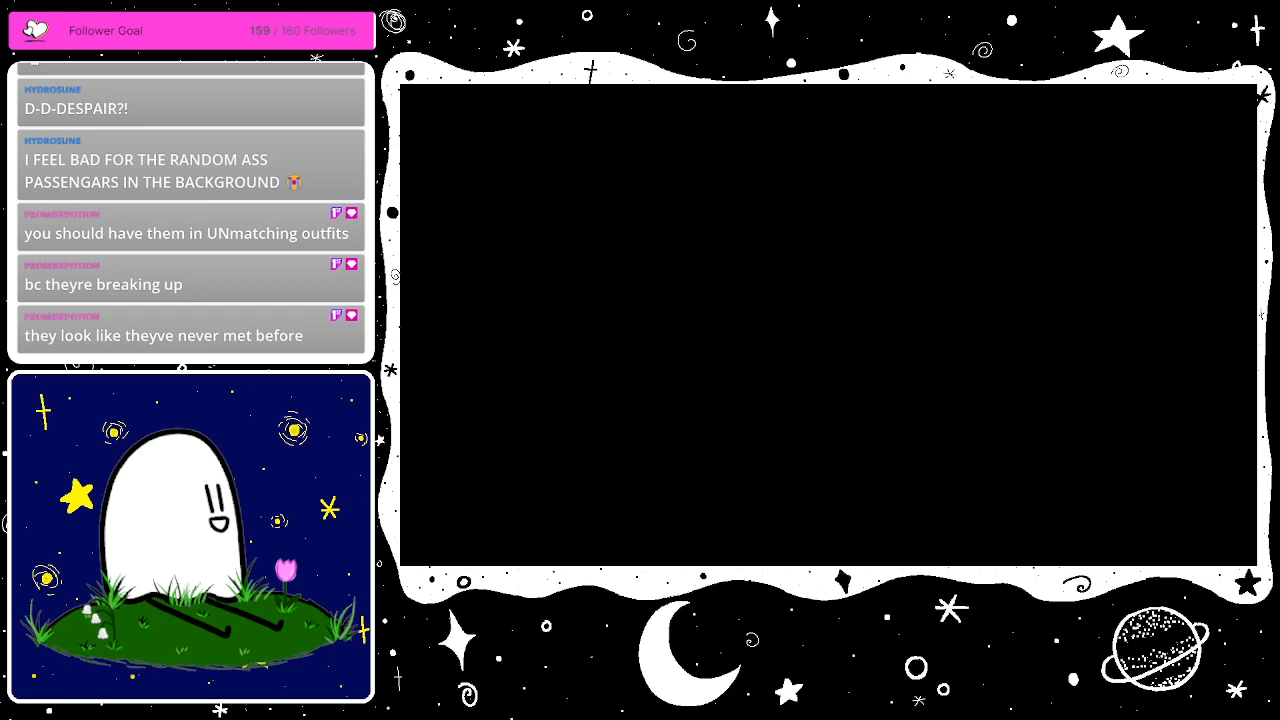 Follower Goal 159 / 160 Followers
HYDROSUNE
D-D-DESPAIR?!
HYDROSUNE
I FEEL BAD FOR THE RANDOM ASS
PASSENGARS IN THE BACKGROUND 😭
PROMISEPOTION
you should have them in UNmatching outfits
PROMISEPOTION
bc theyre breaking up
PROMISEPOTION
they look like theyve never met before